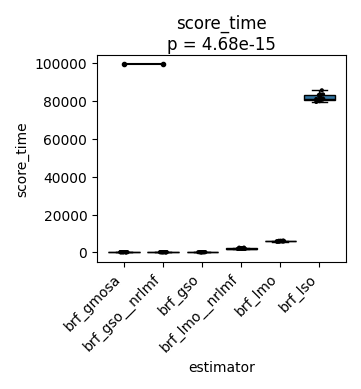 score_time
p = 4.68e-15
100000
80000
60000
40000
20000
0
score_time
brf_gmosa
brf_gso__nrlmf
brf_gso
brf_lmo__nrlmf
brf_lmo
brf_lso
estimator